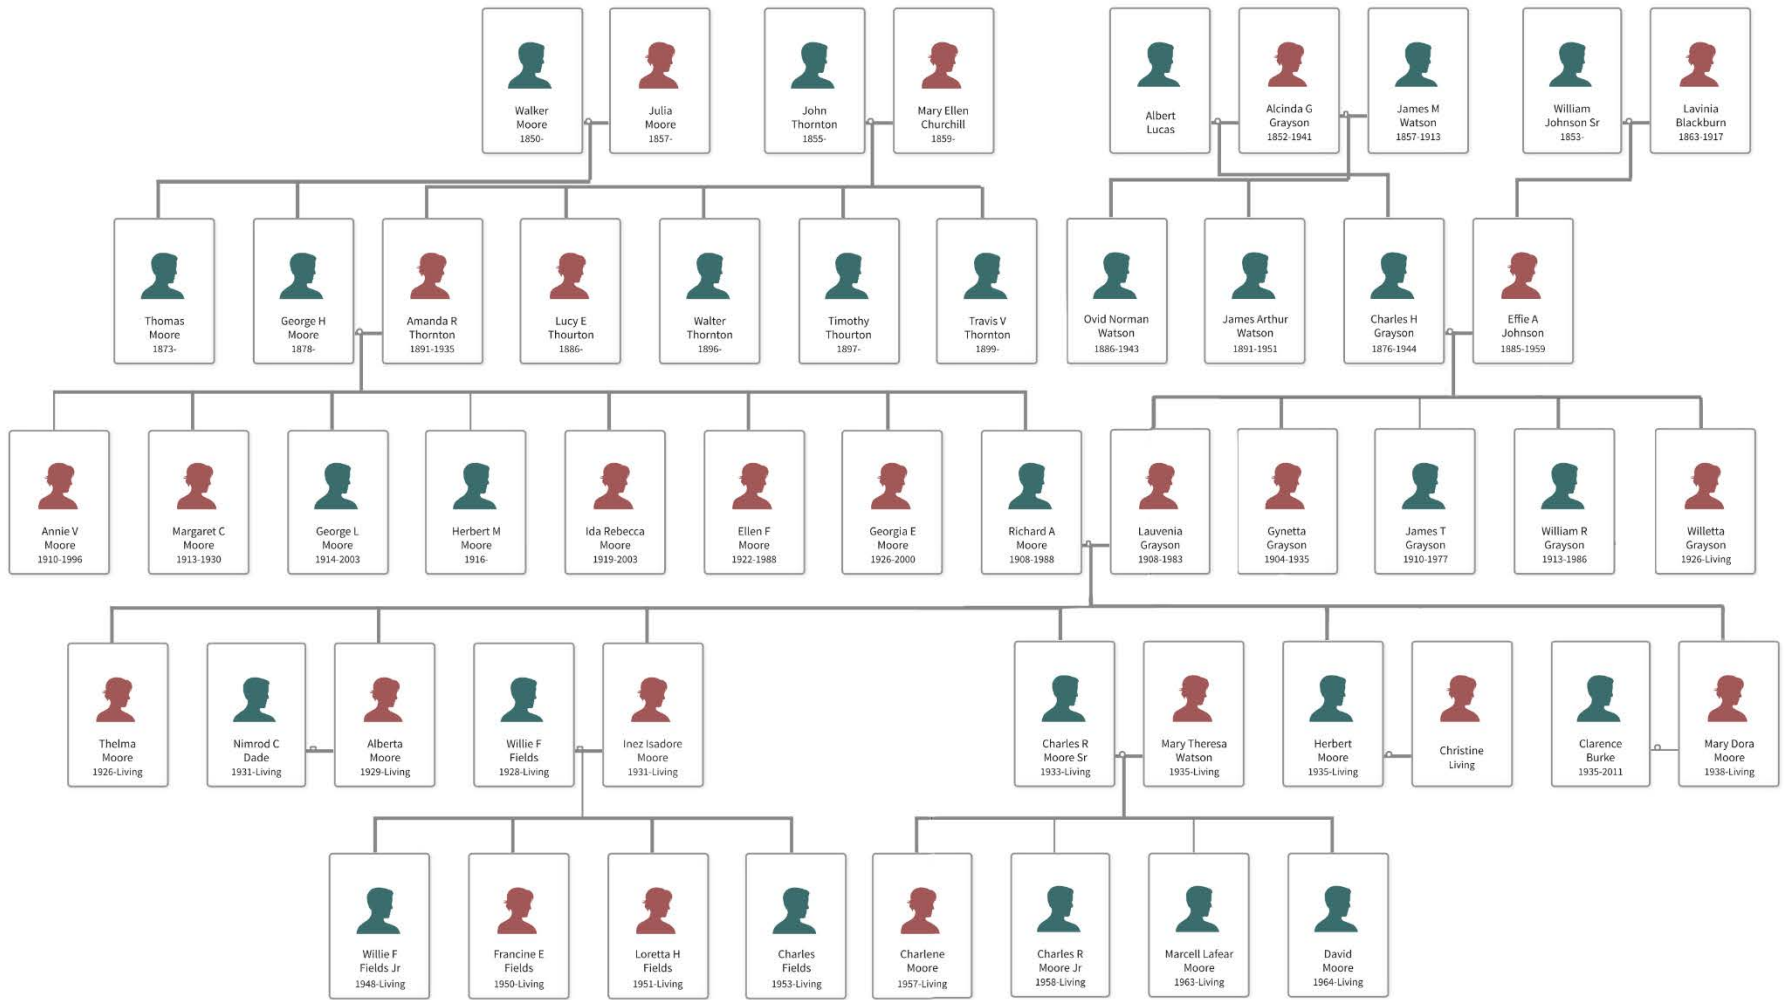 Walker
Moore
1850-
Julia
Moore
1857-
John
Thornton
1855-
Mary Ellen
Churchill
1859-
Albert
Lucas
Alcinda G
Grayson
1852-1941
James M
Watson
1857-1913
William
Johnson Sr
1853-
Lavinia
Blackburn
1863-1917
Thomas
Moore
1873-
George H
Moore
1878-
Amanda R
Thornton
1891-1935
Lucy E
Thourton
1886-
Walter
Thornton
1896-
Timothy
Thourton
1897-
Travis V
Thornton
1899-
Ovid Norman
Watson
1886-1943
James Arthur
Watson
1891-1951
Charles H
Grayson
1876-1944
Effie A
Johnson
1885-1959
Annie V
Moore
1910-1996
Margaret C
Moore
1913-1930
George L
Moore
1914-2003
Herbert M
Moore
1916-
Ida Rebecca
Moore
1919-2003
Ellen F
Moore
1922-1988
Georgia E
Moore
1926-2000
Richard A
Moore
1908-1988
Lauvenia
Grayson
1908-1983
Gynetta
Grayson
1904-1935
James T
Grayson
1910-1977
William R
Grayson
1913-1986
Willetta
Grayson
1926-Living
Thelma
Moore
1926-Living
Nimrod C
Dade
1931-Living
Alberta
Moore
1929-Living
Willie F
Fields
1928-Living
Inez Isadore
Moore
1931-Living
Charles R
Moore Sr
1933-Living
Mary Theresa
Watson
1935-Living
Herbert
Moore
1935-Living
Christine
Living
Clarence
Burke
1935-2011
Mary Dora
Moore
1938-Living
Willie F
Fields Jr
1948-Living
Francine E
Fields
1950-Living
Loretta H
Fields
1951-Living
Charles
Fields
1953-Living
Charlene
Moore
1957-Living
Charles R
Moore Jr
1958-Living
Marcell Lafear
Moore
1963-Living
David
Moore
1964-Living